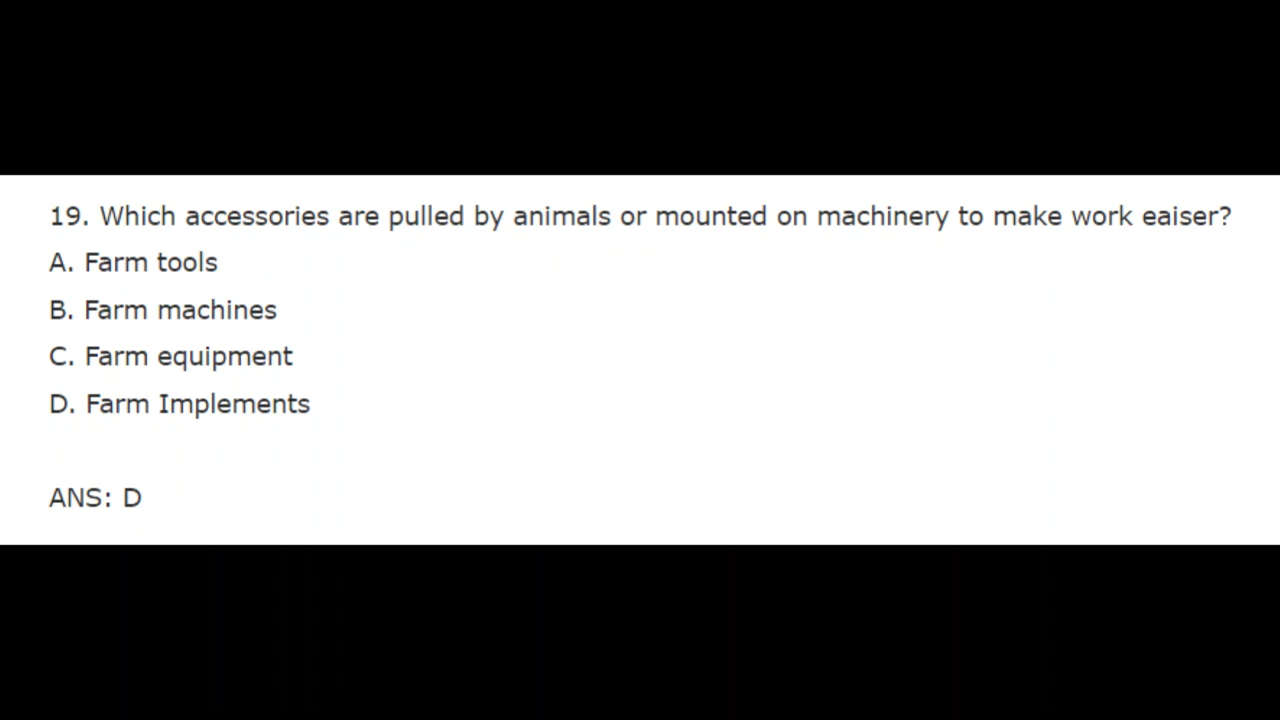 19. Which accessories are pulled by animals or mounted on machinery to make work eaiser?
A. Farm tools
B. Farm machines
C. Farm equipment
D. Farm Implements
ANS: D